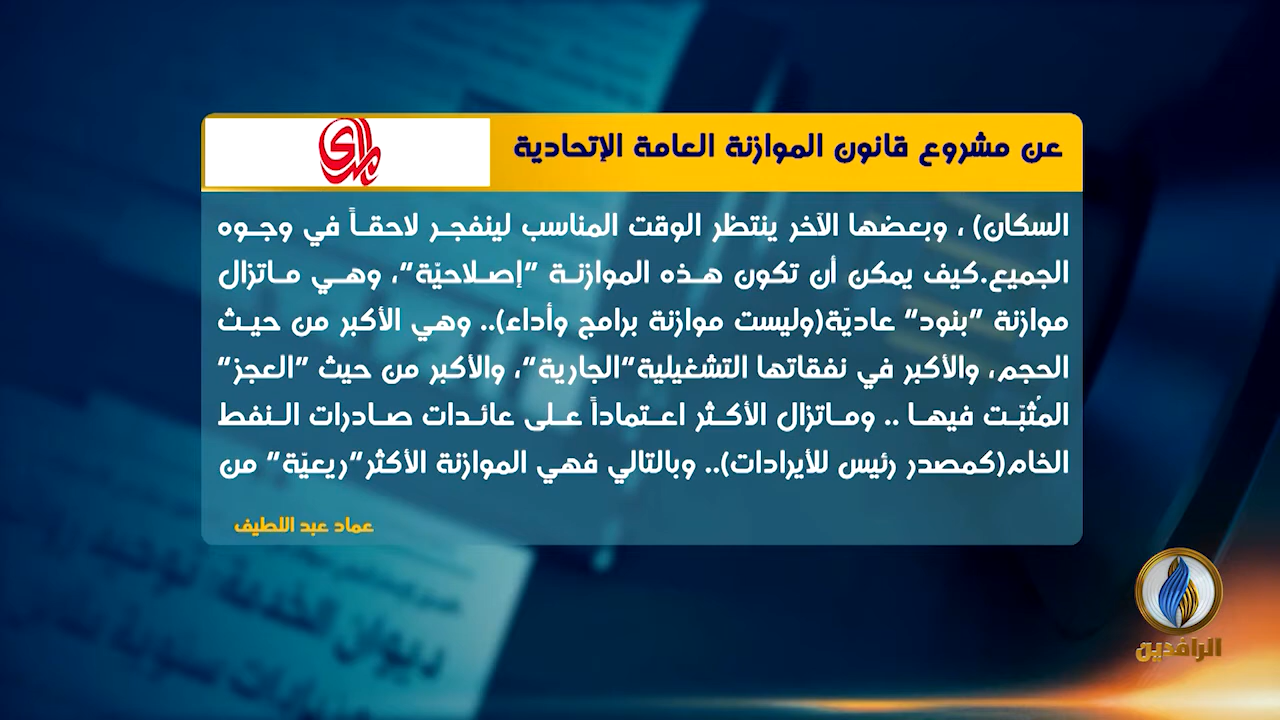 عن مشروع قانون الموازنة العامة الإتحادية
المدى
السكان) ، وبعضها الآخر ينتظر الوقت المناسب لينفجر لاحقاً في وجوه
الجميع.كيف يمكن أن تكون هذه الموازنة “إصلاحيّة“، وهي ماتزال
موازنة “بنود“ عاديّة(وليست موازنة برامج وأداء).. وهي الأكبر من حيث
الحجم، والأكبر في نفقاتها التشغيلية“الجارية“، والأكبر من حيث “العجز“
المُثبّت فيها .. وماتزال الأكثر اعتماداً على عائدات صادرات النفط
الخام(كمصدر رئيس للأيرادات).. وبالتالي فهي الموازنة الأكثر“ريعيّة“ من
عماد عبد اللطيف
ديوان الخدمة:
الرافدين